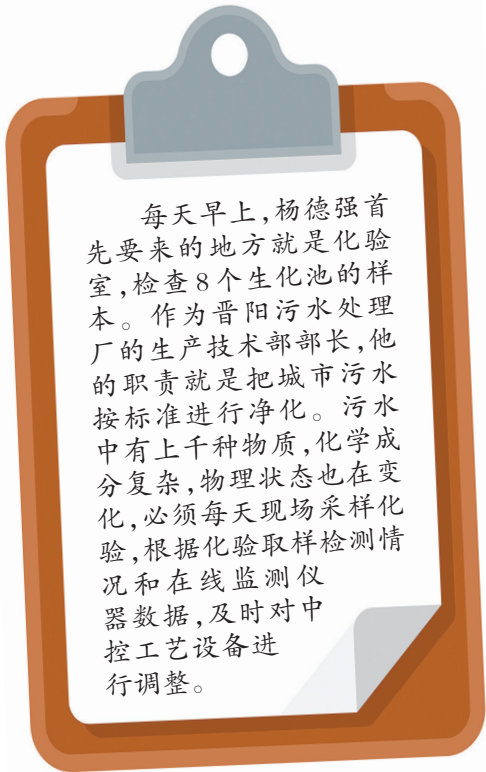 每天早上,杨德强首
先要来的地方就是化验
室,检查8个生化池的样
本。作为晋阳污水处理
厂的生产技术部部长,他
的职责就是把城市污水
按标准进行净化。污水
中有上千种物质,化学成
分复杂,物理状态也在变
化,必须每天现场采样化
验,根据化验取样检测情
况和在线监测仪
器数据,及时对中
控工艺设备进
行调整。